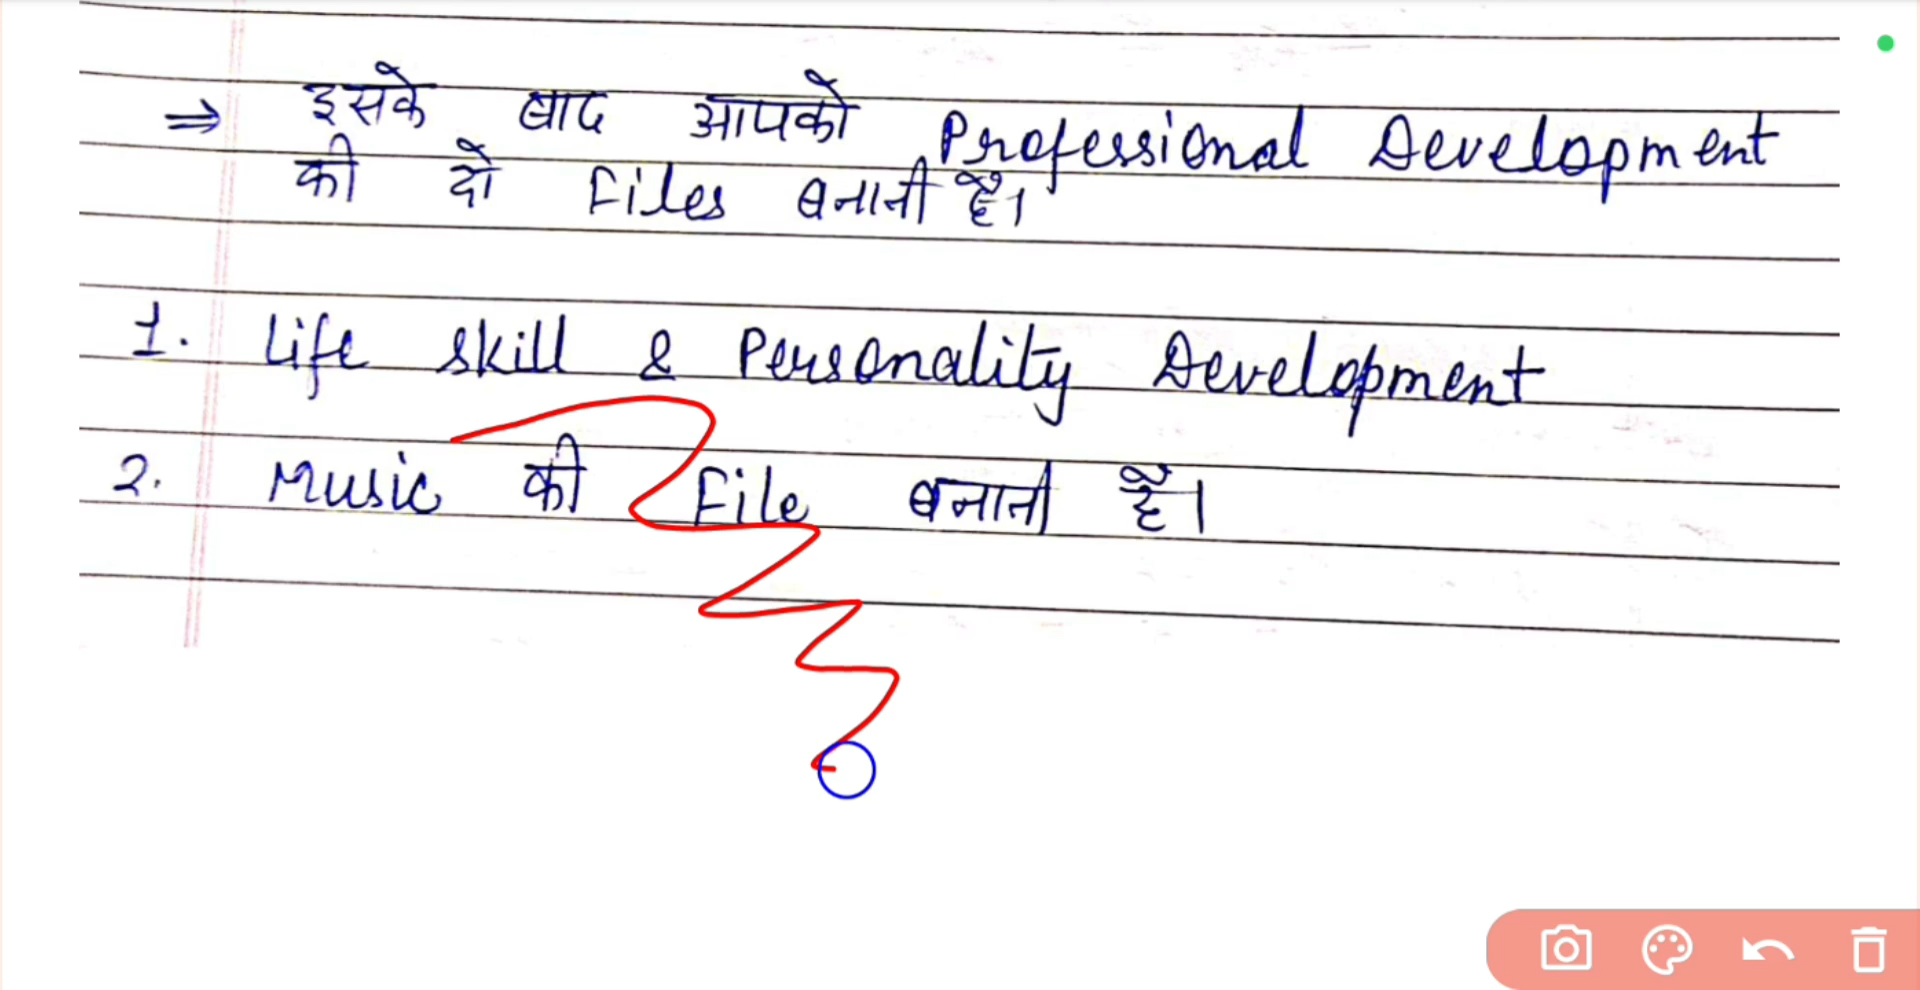 ⇒ इसके बाद आपको Professional Development
की दो Files बनानी है।
1. Life skill & Personality Development
2. Music की File बनानी है।